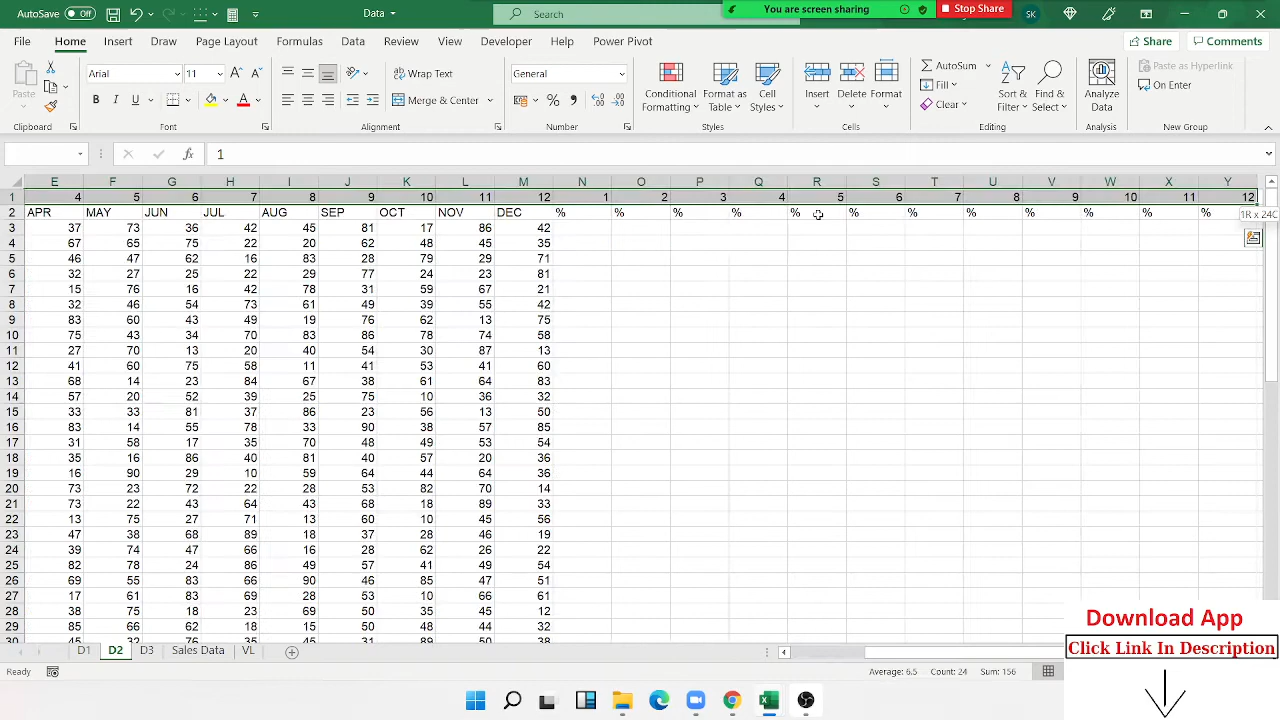 AutoSave Off Data Search You are screen sharing Stop Share SK
File Home Insert Draw Page Layout Formulas Data Review View Developer Help Power Pivot Share Comments
Paste Arial 11 Wrap Text General Conditional Formatting Format as Table Cell Styles Insert Delete Format AutoSum Sort & Filter Find & Select Analyze Data Paste as Hyperlink
B I U A Merge & Center % Fill On Enter
Clear
Clipboard Font Alignment Number Styles Cells Editing Analysis New Group
fx 1
E F G H I J K L M N O P Q R S T U V W X Y
1 4 5 6 7 8 9 10 11 12 1 2 3 4 5 6 7 8 9 10 11 12
2 APR MAY JUN JUL AUG SEP OCT NOV DEC % % % % % % % % % % % % 1R x 24C
3 37 73 36 42 45 81 17 86 42
4 67 65 75 22 20 62 48 45 39
5 46 47 62 16 83 28 79 29 71
6 32 27 25 22 29 77 24 23 81
7 15 76 16 42 78 31 59 67 21
8 32 46 54 73 61 49 39 55 42
9 83 60 43 49 19 76 62 13 75
10 75 43 34 70 83 86 78 74 58
11 27 70 13 20 40 54 30 87 13
12 41 60 75 58 11 41 53 41 60
13 68 14 23 84 67 38 61 64 83
14 57 20 52 39 25 75 10 36 32
15 33 33 81 37 86 23 56 13 50
16 83 14 55 78 33 90 38 57 85
17 31 58 17 35 70 48 49 53 54
18 35 16 86 40 81 40 57 20 36
19 16 90 29 10 59 64 44 64 36
20 73 23 72 22 28 53 82 70 14
21 73 22 43 64 43 68 18 89 33
22 13 75 27 71 13 60 10 45 56
23 47 38 68 89 18 37 28 46 19
24 39 74 47 66 16 28 62 26 22
25 82 78 24 86 49 57 41 49 54
26 69 55 83 66 90 46 85 47 51
27 17 61 83 69 28 53 10 66 61
28 38 75 18 23 69 50 35 45 12
29 85 66 62 18 15 50 48 44 32
30 45 32 76 35 45 31 89 50 38
D1 D2 D3 Sales Data VL
Ready Average: 6.5 Count: 24 Sum: 156
Download App
Click Link In Description